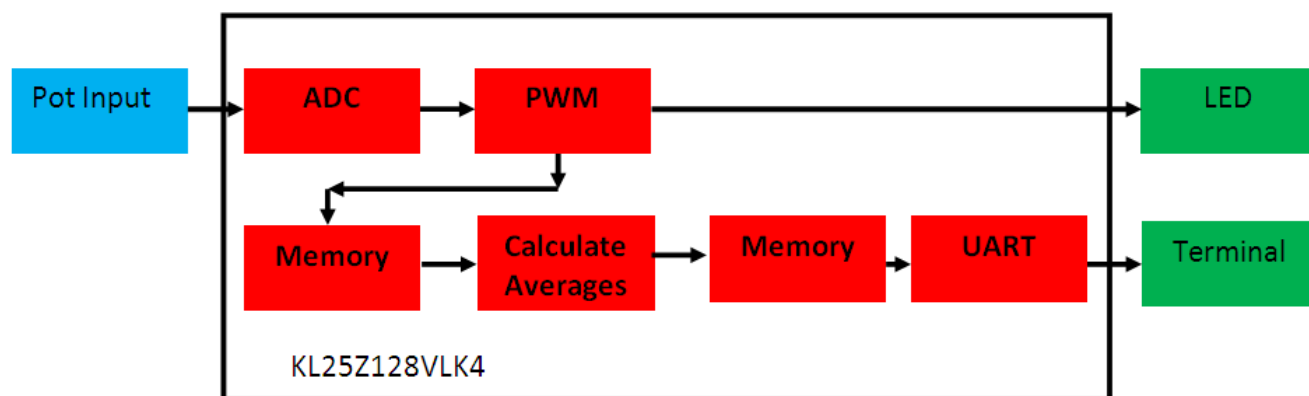 Pot Input
ADC
PWM
LED
Memory
Calculate
Averages
Memory
UART
Terminal
KL25Z128VLK4